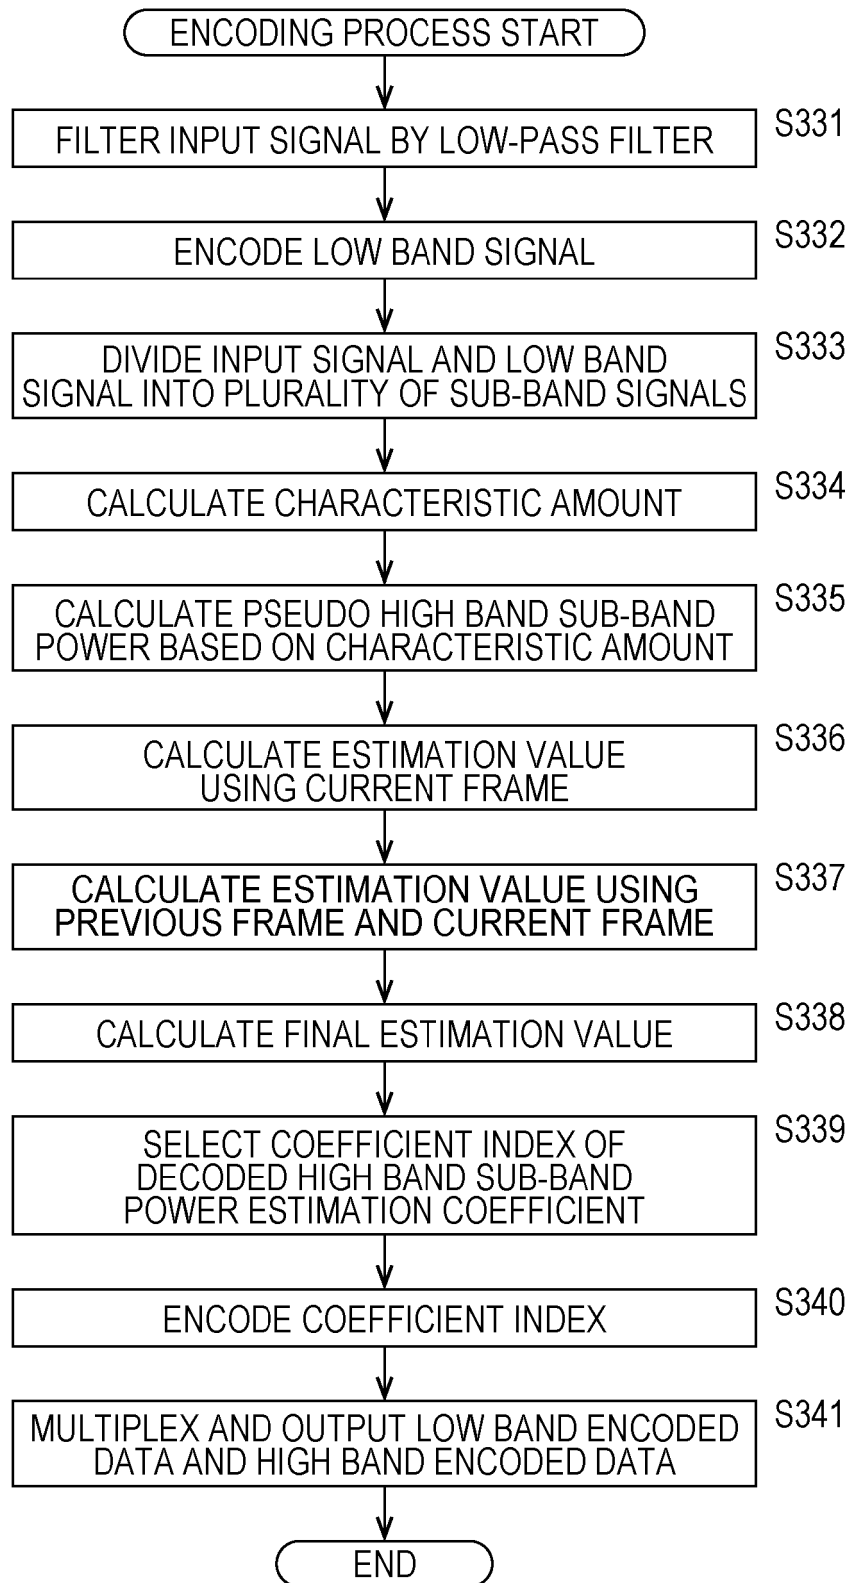 ENCODING PROCESS START
FILTER INPUT SIGNAL BY LOW-PASS FILTER
S331
ENCODE LOW BAND SIGNAL
S332
DIVIDE INPUT SIGNAL AND LOW BAND
SIGNAL INTO PLURALITY OF SUB-BAND SIGNALS
S333
CALCULATE CHARACTERISTIC AMOUNT
S334
CALCULATE PSEUDO HIGH BAND SUB-BAND
POWER BASED ON CHARACTERISTIC AMOUNT
S335
CALCULATE ESTIMATION VALUE
USING CURRENT FRAME
S336
CALCULATE ESTIMATION VALUE USING
PREVIOUS FRAME AND CURRENT FRAME
S337
CALCULATE FINAL ESTIMATION VALUE
S338
SELECT COEFFICIENT INDEX OF
DECODED HIGH BAND SUB-BAND
POWER ESTIMATION COEFFICIENT
S339
ENCODE COEFFICIENT INDEX
S340
MULTIPLEX AND OUTPUT LOW BAND ENCODED
DATA AND HIGH BAND ENCODED DATA
S341
END